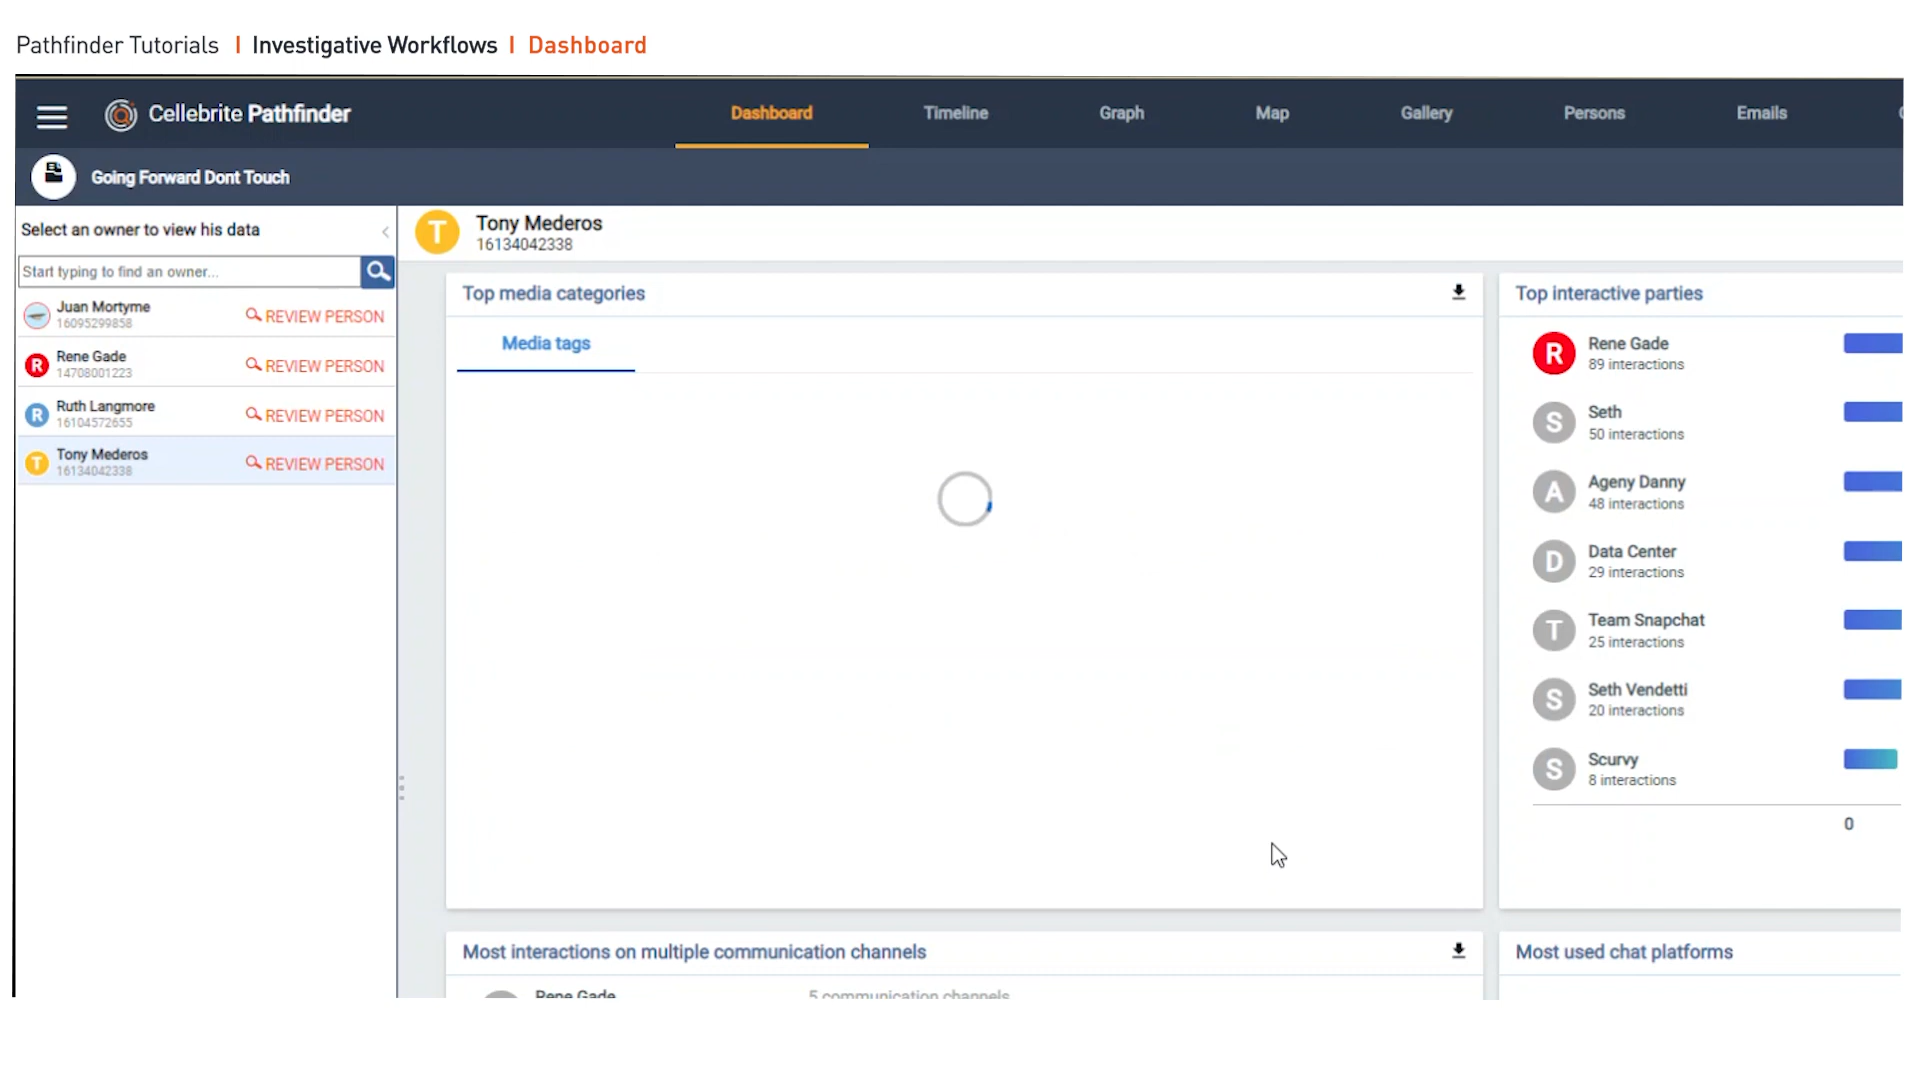 Pathfinder Tutorials | Investigative Workflows | Dashboard
Cellebrite Pathfinder
Dashboard
Timeline
Graph
Map
Gallery
Persons
Emails
Going Forward Dont Touch
Select an owner to view his data
Start typing to find an owner...
Juan Mortyme
16095299858
REVIEW PERSON
R
Rene Gade
14708001223
REVIEW PERSON
R
Ruth Langmore
16104572655
REVIEW PERSON
T
Tony Mederos
16134042338
REVIEW PERSON
T
Tony Mederos
16134042338
Top media categories
Media tags
Top interactive parties
R
Rene Gade
89 interactions
S
Seth
50 interactions
A
Ageny Danny
48 interactions
D
Data Center
29 interactions
T
Team Snapchat
25 interactions
S
Seth Vendetti
20 interactions
S
Scurvy
8 interactions
0
Most interactions on multiple communication channels
Rene Gade
5 communication channels
Most used chat platforms